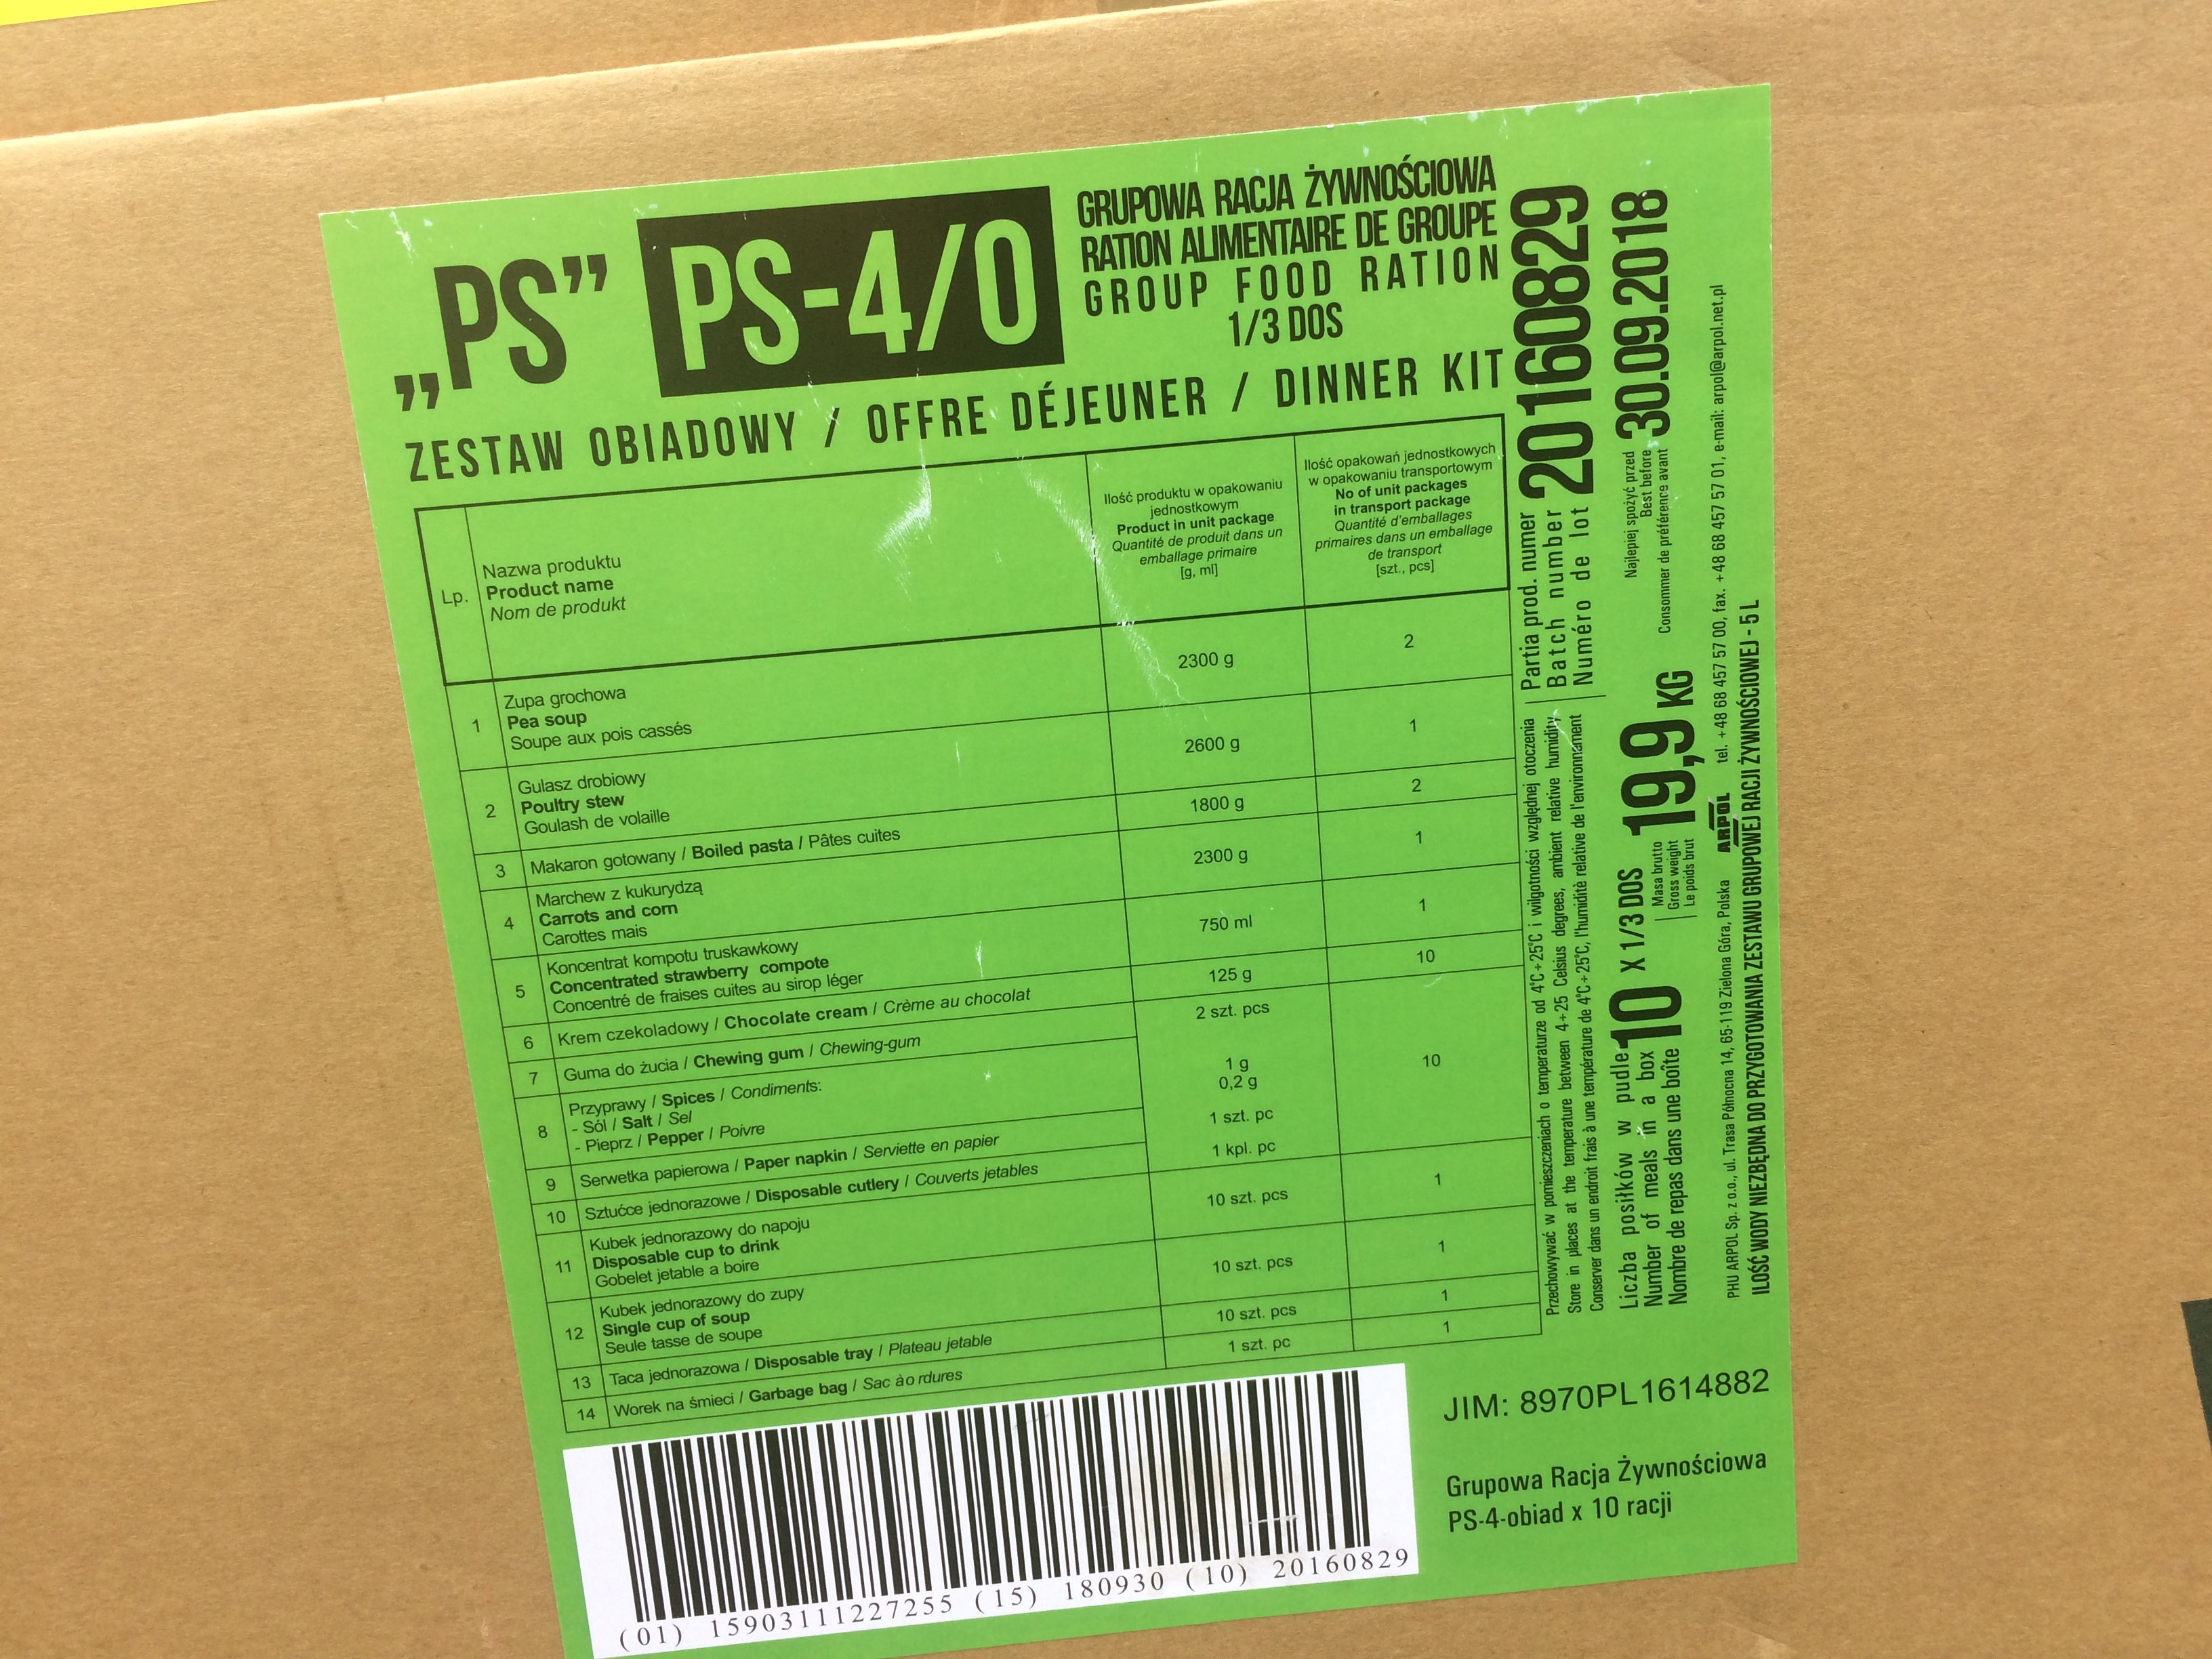 „PS” PS-4/O
GRUPOWA RACJA ŻYWNOŚCIOWA
RATION ALIMENTAIRE DE GROUPE
GROUP FOOD RATION
1/3 DOS
ZESTAW OBIADOWY / OFFRE DÉJEUNER / DINNER KIT
Lp.
Nazwa produktu
Product name
Nom de produkt
Ilość produktu w opakowaniu
jednostkowym
Product in unit package
Quantité de produit dans un
emballage primaire
[g, ml]
Ilość opakowań jednostkowych
w opakowaniu transportowym
No of unit packages
in transport package
Quantité d'emballages
primaires dans un emballage
de transport
[szt., pcs]
1
Zupa grochowa
Pea soup
Soupe aux pois cassés
2300 g
2
2
Gulasz drobiowy
Poultry stew
Goulash de volaille
2600 g
1
3 Makaron gotowany / Boiled pasta / Pâtes cuites 1800 g 2
4
Marchew z kukurydzą
Carrots and corn
Carottes mais
2300 g
1
5
Koncentrat kompotu truskawkowy
Concentrated strawberry compote
Concentré de fraises cuites au sirop léger
750 ml
1
6 Krem czekoladowy / Chocolate cream / Crème au chocolat 125 g 10
7 Guma do żucia / Chewing gum / Chewing-gum 2 szt. pcs
8
Przyprawy / Spices / Condiments:
- Sól / Salt / Sel 1 g
- Pieprz / Pepper / Poivre 0,2 g
10
9 Serwetka papierowa / Paper napkin / Serviette en papier 1 szt. pc
10 Sztućce jednorazowe / Disposable cutlery / Couverts jetables 1 kpl. pc
11
Kubek jednorazowy do napoju
Disposable cup to drink
Gobelet jetable a boire
10 szt. pcs
1
12
Kubek jednorazowy do zupy
Single cup of soup
Seule tasse de soupe
10 szt. pcs
1
13 Taca jednorazowa / Disposable tray / Plateau jetable 10 szt. pcs 1
14 Worek na śmieci / Garbage bag / Sac ào rdures 1 szt. pc 1
Partia prod. numer
Batch number
Numéro de lot
20160829
Przechowywać w pomieszczeniach o temperaturze od 4°C÷25°C i wilgotności względnej otoczenia
Store in places at the temperature between 4÷25 Celsius degrees, ambient relative humidity
Conserver dans un endroit frais à une température de 4°C÷25°C, l'humidité relative de l'environnament
Najlepiej spożyć przed
Best before
Consommer de préférence avant
30.09.2018
Liczba posiłków w pudle
Number of meals in a box
Nombre de repas dans une boîte
10 X 1/3 DOS
Masa brutto
Gross weight
Le poids brut
19,9 KG
PHU ARPOL Sp. z o.o., ul. Trasa Północna 14, 65-119 Zielona Góra, Polska ARPOL tel. +48 68 457 57 00, fax. +48 68 457 57 01, e-mail: arpol@arpol.net.pl
ILOŚĆ WODY NIEZBĘDNA DO PRZYGOTOWANIA ZESTAWU GRUPOWEJ RACJI ŻYWNOŚCIOWEJ - 5 L
JIM: 8970PL1614882
Grupowa Racja Żywnościowa
PS-4-obiad x 10 racji
(01) 15903111227255 (15) 180930 (10) 20160829